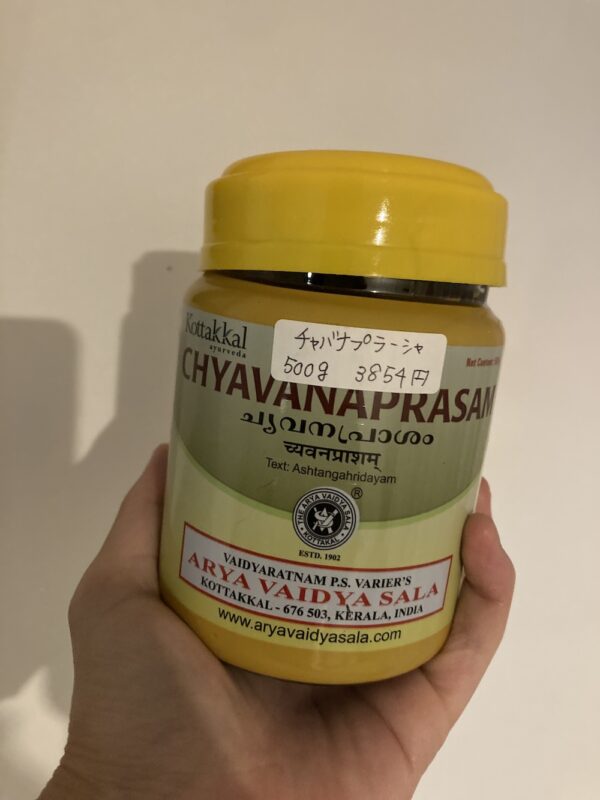 Kottakkal
ayurveda
チャバナプラーシャ
500g 3854円
Net Content:
CHYAVANAPRASAM
ച്യവനപ്രാശം
च्यवनप्राशम्
Text: Ashtangahridayam
®
THE ARYA VAIDYA SALA
KOTTAKKAL
ESTD. 1902
VAIDYARATNAM P.S. VARIER'S
ARYA VAIDYA SALA
KOTTAKKAL - 676 503, KERALA, INDIA
www.aryavaidyasala.com